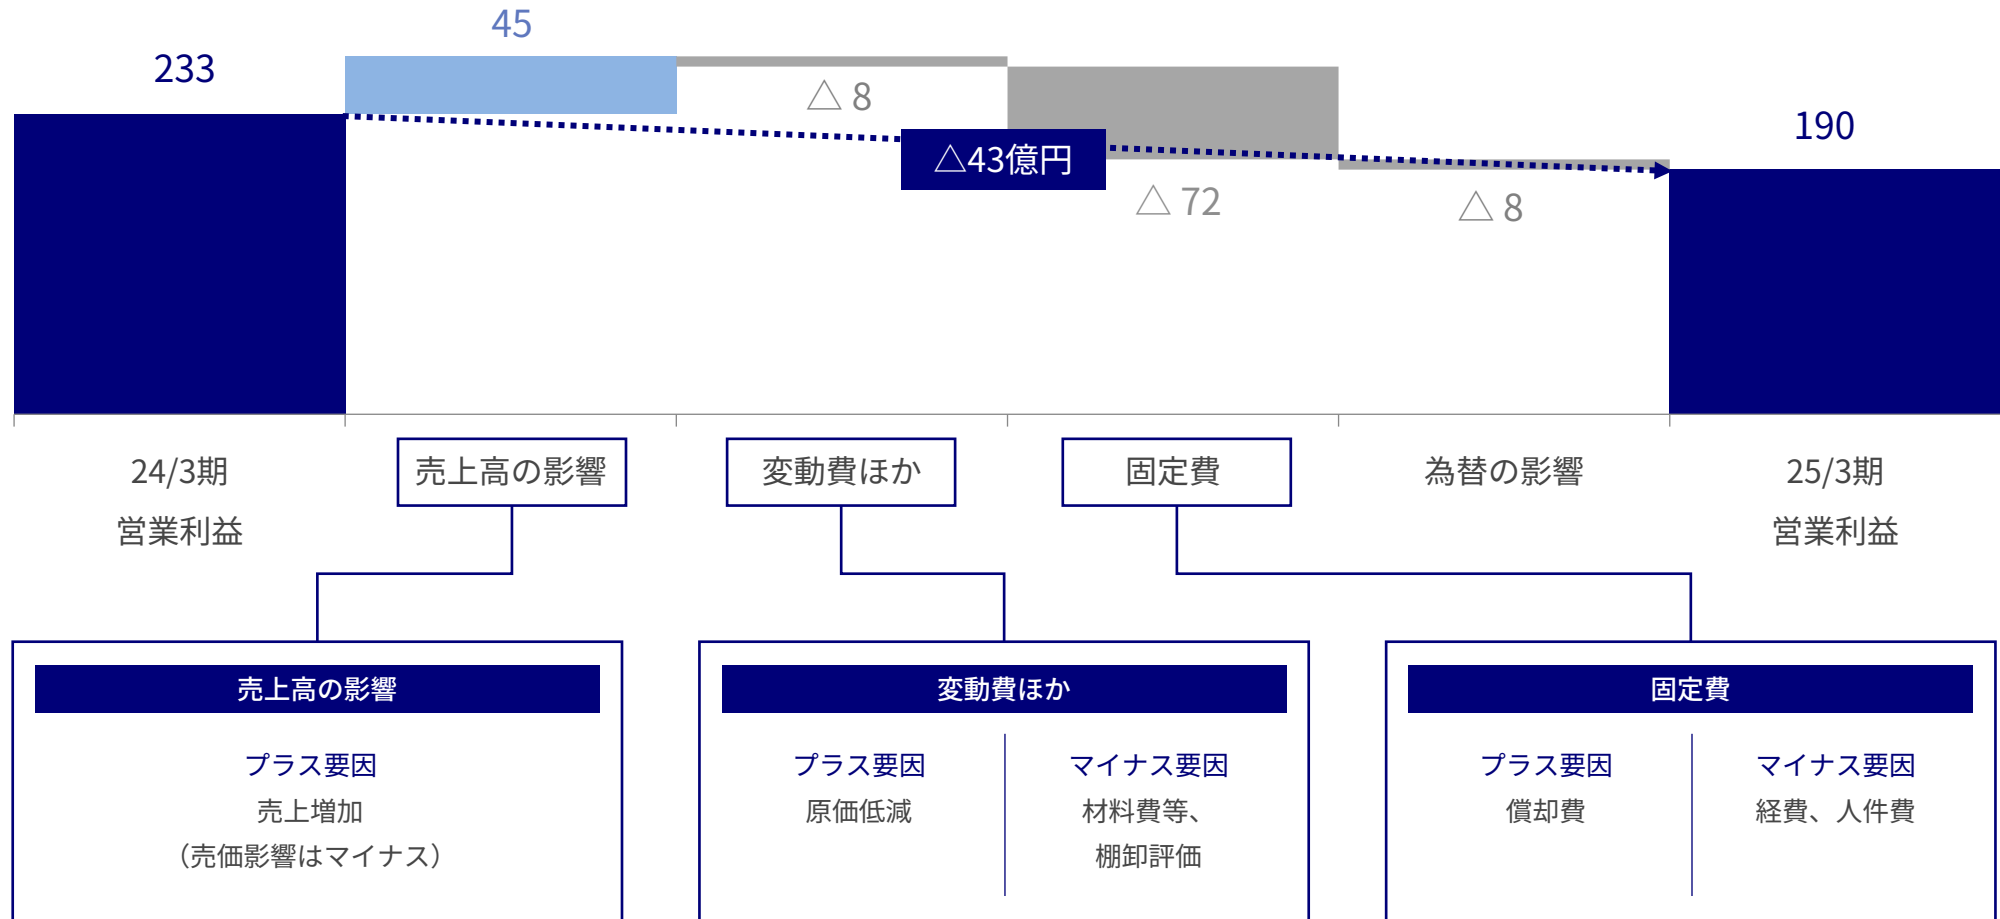 233
45
△ 8
△43億円
△ 72
△ 8
190
24/3期
営業利益
売上高の影響
変動費ほか
固定費
為替の影響
25/3期
営業利益
売上高の影響
プラス要因
売上増加
（売価影響はマイナス）
変動費ほか
プラス要因
原価低減
マイナス要因
材料費等、
棚卸評価
固定費
プラス要因
償却費
マイナス要因
経費、人件費